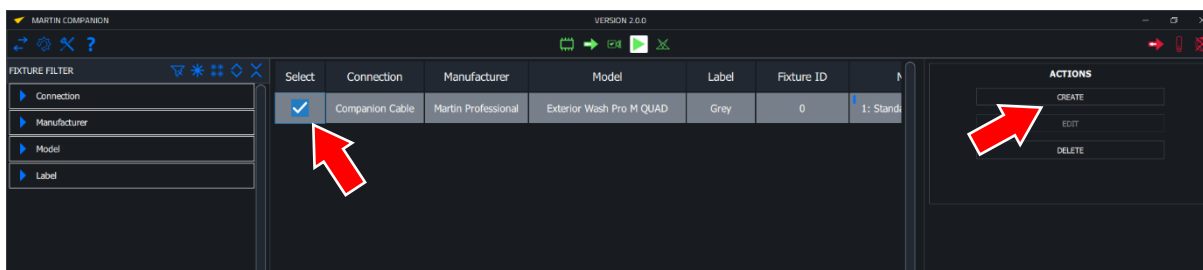 MARTIN COMPANION
VERSION 2.0.0
?
FIXTURE FILTER
Connection
Manufacturer
Model
Label
Select Connection Manufacturer Model Label Fixture ID
Companion Cable Martin Professional Exterior Wash Pro M QUAD Grey 0 1:
ACTIONS
CREATE
EDIT
DELETE